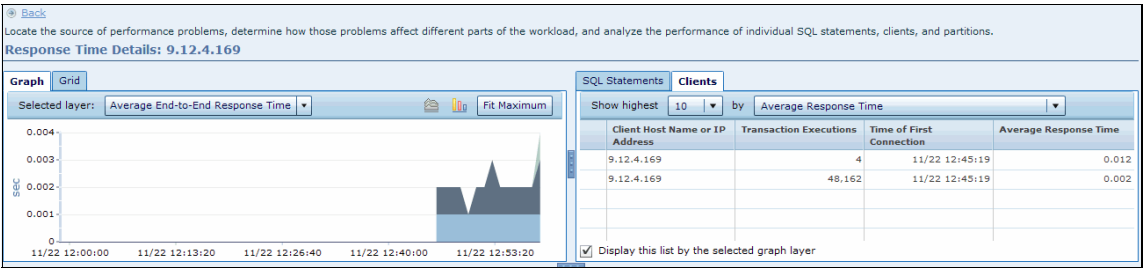 Back
Locate the source of performance problems, determine how those problems affect different parts of the workload, and analyze the performance of individual SQL statements, clients, and partitions.
Response Time Details: 9.12.4.169
Graph Grid
Selected layer: Average End-to-End Response Time Fit Maximum
0.004
0.003
0.002
0.001
0
sec
11/22 12:00:00 11/22 12:13:20 11/22 12:26:40 11/22 12:40:00 11/22 12:53:20
SQL Statements Clients
Show highest 10 by Average Response Time
Client Host Name or IP Address Transaction Executions Time of First Connection Average Response Time
9.12.4.169 4 11/22 12:45:19 0.012
9.12.4.169 48,162 11/22 12:45:19 0.002
Display this list by the selected graph layer